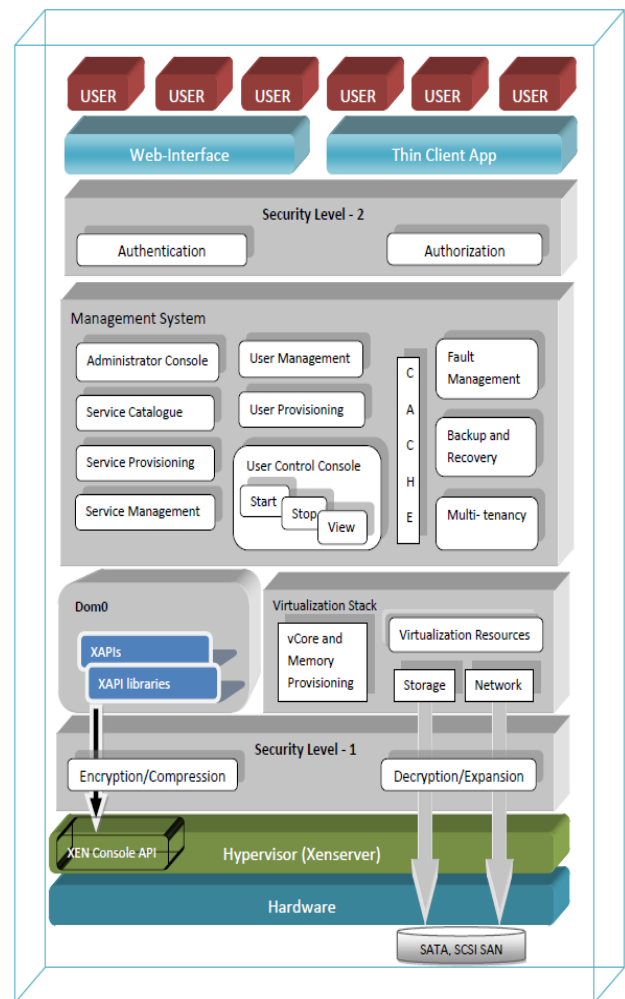 USER USER USER USER USER USER
Web-Interface
Thin Client App
Security Level - 2
Authentication
Authorization
Management System
Administrator Console
Service Catalogue
Service Provisioning
Service Management
User Management
User Provisioning
User Control Console
Start
Stop
View
C
A
C
H
E
Fault
Management
Backup and
Recovery
Multi- tenancy
Dom0
XAPIs
XAPI libraries
Virtualization Stack
vCore and
Memory
Provisioning
Virtualization Resources
Storage
Network
Security Level - 1
Encryption/Compression
Decryption/Expansion
XEN Console API
Hypervisor (Xenserver)
Hardware
SATA, SCSI SAN